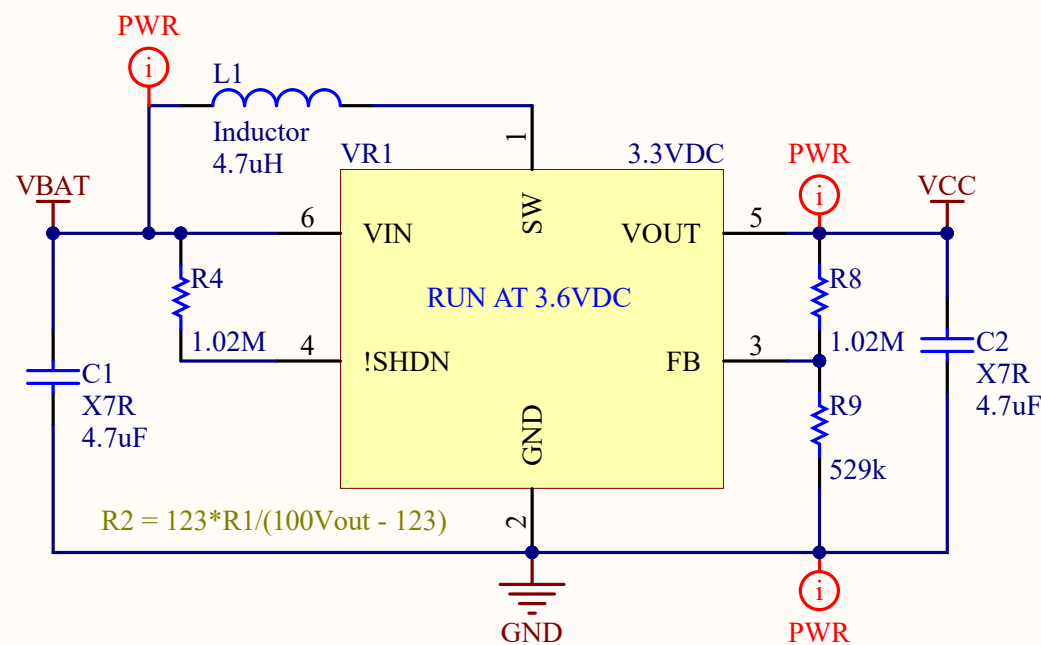 PWR
i
L1
Inductor
4.7uH
1
VR1
3.3VDC
PWR
i
VBAT
VCC
6
VIN
SW
VOUT
5
R4
1.02M
RUN AT 3.6VDC
R8
1.02M
4
!SHDN
FB
3
C1
X7R
4.7uF
C2
X7R
4.7uF
R9
529k
GND
2
R2 = 123*R1/(100Vout - 123)
GND
i
PWR